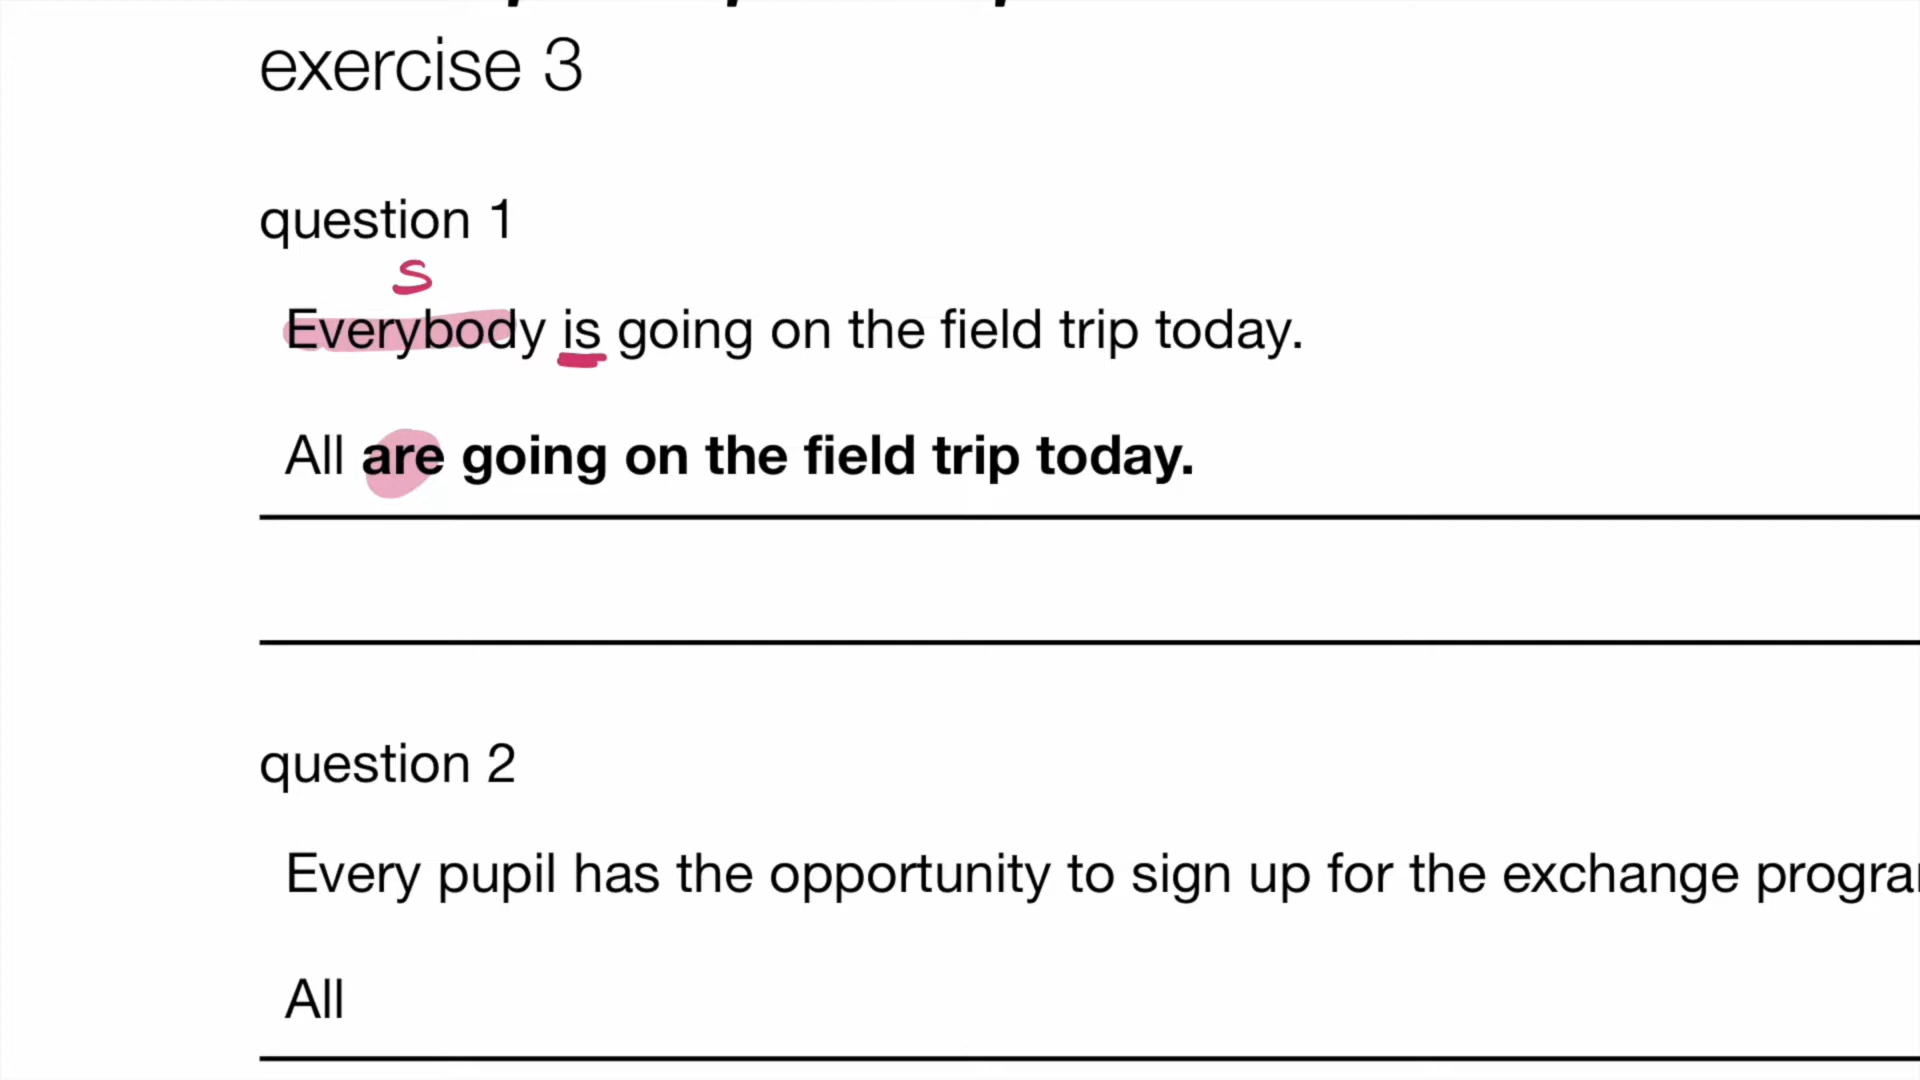 exercise 3
question 1
S
Everybody is going on the field trip today.
All are going on the field trip today.
question 2
Every pupil has the opportunity to sign up for the exchange
All